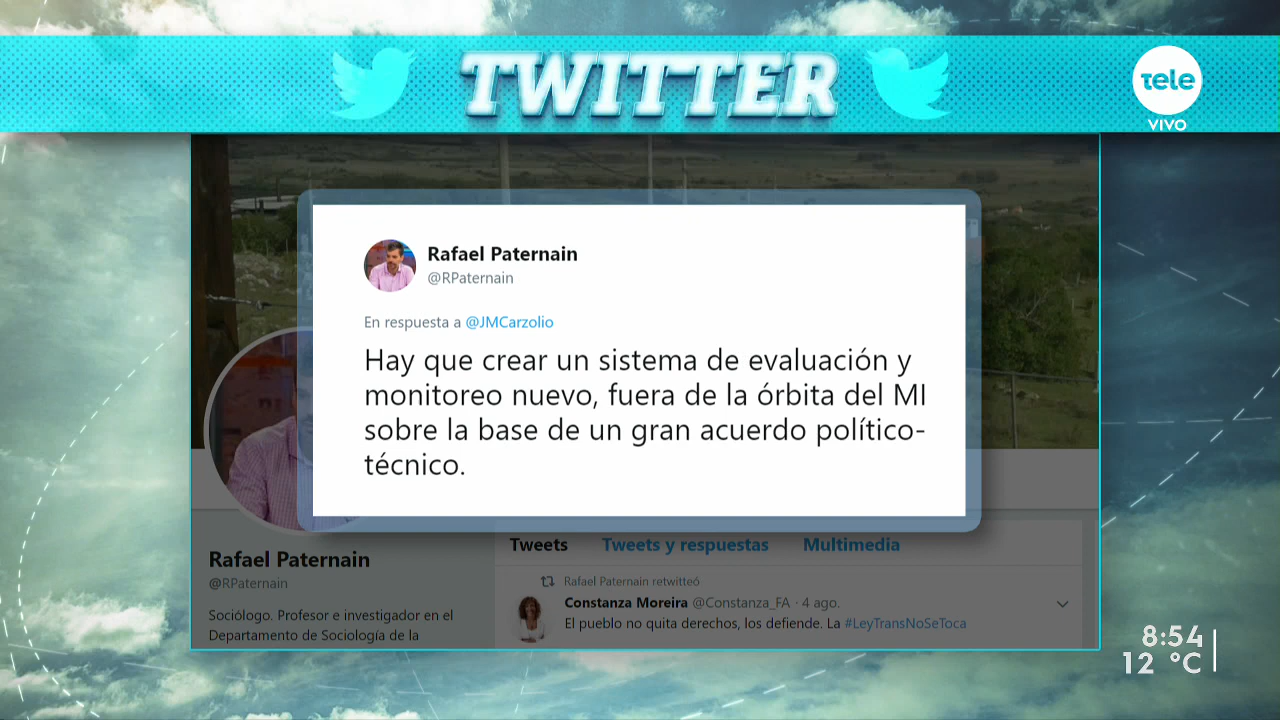 TWITTER
tele
VIVO
Rafael Paternain
@RPaternain
En respuesta a @JMCarzolio
Hay que crear un sistema de evaluación y
monitoreo nuevo, fuera de la órbita del MI
sobre la base de un gran acuerdo político-
técnico.
Rafael Paternain
@RPaternain
Sociólogo. Profesor e investigador en el
Departamento de Sociología de la
Tweets Tweets y respuestas Multimedia
Rafael Paternain retwitteó
Constanza Moreira @Constanza_FA · 4 ago.
El pueblo no quita derechos, los defiende. La #LeyTransNoSeToca
8:54
12 °C